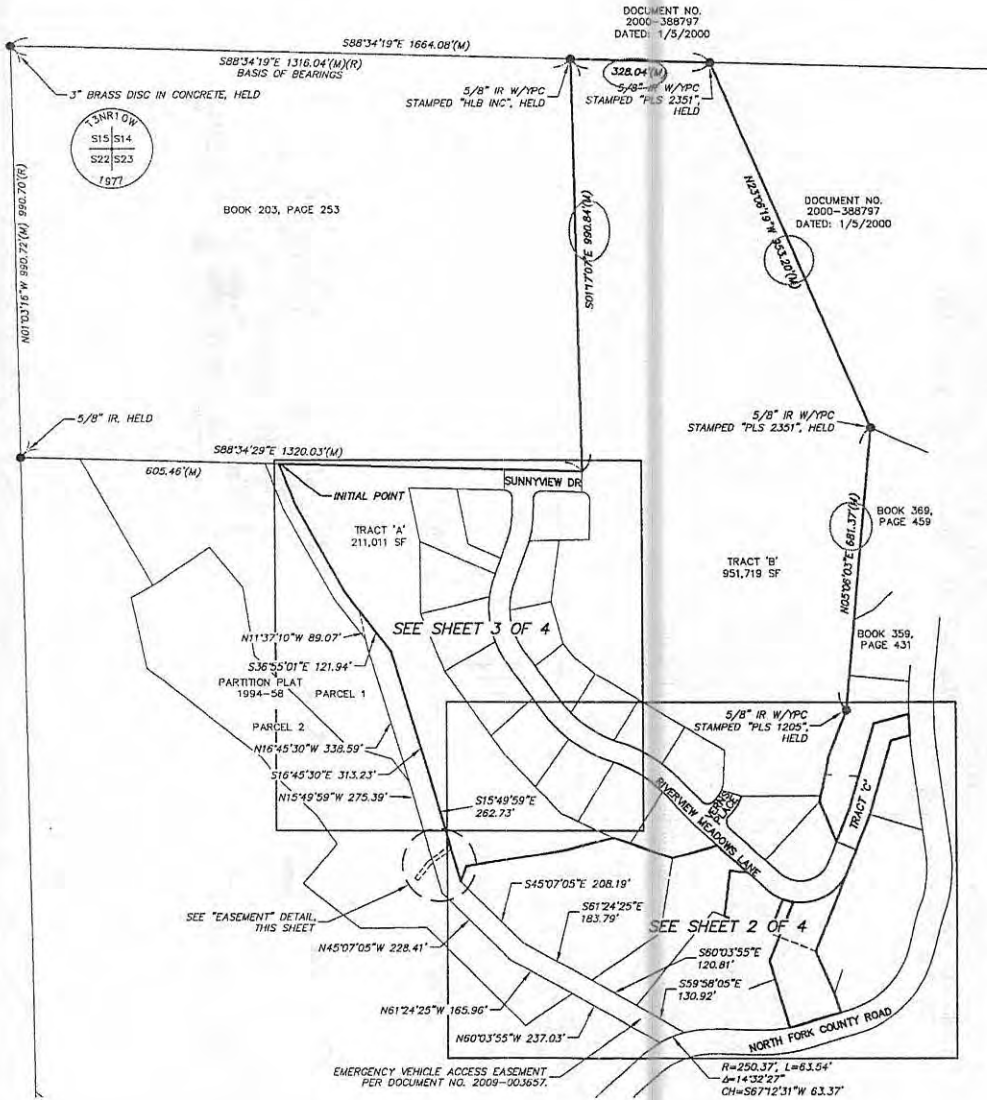 DOCUMENT NO.
2000-388797
DATED: 1/5/2000
S88°34'19"E 1664.08'(M)
S88°34'19"E 1316.04'(M)(R)
BASIS OF BEARINGS
328.04'(M)
3" BRASS DISC IN CONCRETE, HELD
5/8" IR W/YPC
STAMPED "HLB INC", HELD
5/8" IR W/YPC
STAMPED "PLS 2351",
HELD
T3NR10W
S15 S14
S22 S23
1977
BOOK 203, PAGE 253
N01°03'16"W 990.72'(M) 990.70'(R)
S01°17'07"E 990.84'(M)
N23°06'19"W 953.20'(M)
DOCUMENT NO.
2000-388797
DATED: 1/5/2000
5/8" IR, HELD
5/8" IR W/YPC
STAMPED "PLS 2351", HELD
S88°34'29"E 1320.03'(M)
605.46'(M)
INITIAL POINT
SUNNYVIEW DR
TRACT 'A'
211,011 SF
BOOK 369,
PAGE 459
N05°06'03"E 681.37'(M)
TRACT 'B'
951,719 SF
SEE SHEET 3 OF 4
N11°37'10"W 89.07'
S36°55'01"E 121.94'
BOOK 359,
PAGE 431
PARTITION PLAT
1994-58
PARCEL 1
PARCEL 2
5/8" IR W/YPC
STAMPED "PLS 1205",
HELD
N16°45'30"W 338.59'
S16°45'30"E 313.23'
N15°49'59"W 275.39'
S15°49'59"E
262.73'
VERNS
PLACE
RIVERVIEW MEADOWS LANE
TRACT 'C'
SEE "EASEMENT" DETAIL,
THIS SHEET
S45°07'05"E 208.19'
S61°24'25"E
183.79'
SEE SHEET 2 OF 4
N45°07'05"W 228.41'
S60°03'55"E
120.81'
S59°58'05"E
130.92'
N61°24'25"W 165.96'
N60°03'55"W 237.03'
NORTH FORK COUNTY ROAD
EMERGENCY VEHICLE ACCESS EASEMENT
PER DOCUMENT NO. 2009-003657.
R=250.37', L=63.54'
Δ=14°32'27"
CH=S67°12'31"W 63.37'